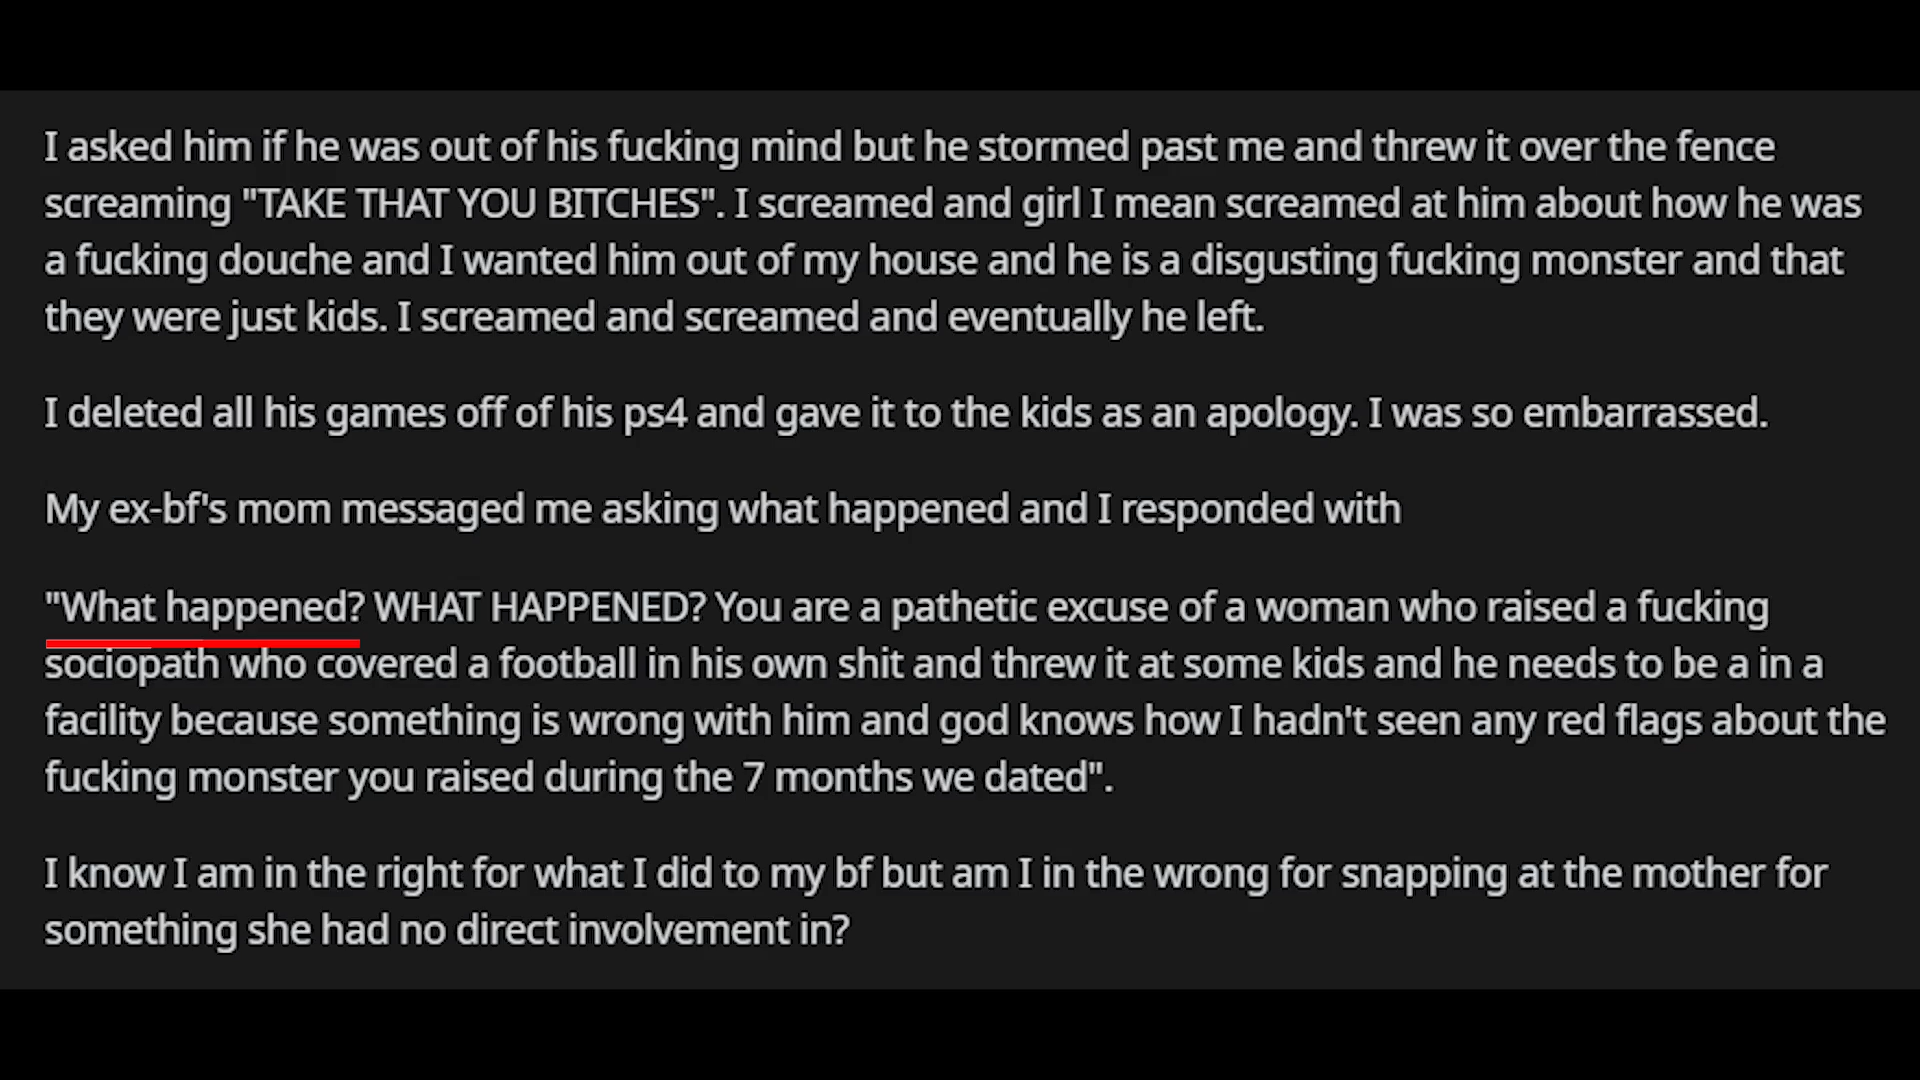 I asked him if he was out of his fucking mind but he stormed past me and threw it over the fence
screaming "TAKE THAT YOU BITCHES". I screamed and girl I mean screamed at him about how he was
a fucking douche and I wanted him out of my house and he is a disgusting fucking monster and that
they were just kids. I screamed and screamed and eventually he left.
I deleted all his games off of his ps4 and gave it to the kids as an apology. I was so embarrassed.
My ex-bf's mom messaged me asking what happened and I responded with
"What happened? WHAT HAPPENED? You are a pathetic excuse of a woman who raised a fucking
sociopath who covered a football in his own shit and threw it at some kids and he needs to be a in a
facility because something is wrong with him and god knows how I hadn't seen any red flags about the
fucking monster you raised during the 7 months we dated".
I know I am in the right for what I did to my bf but am I in the wrong for snapping at the mother for
something she had no direct involvement in?